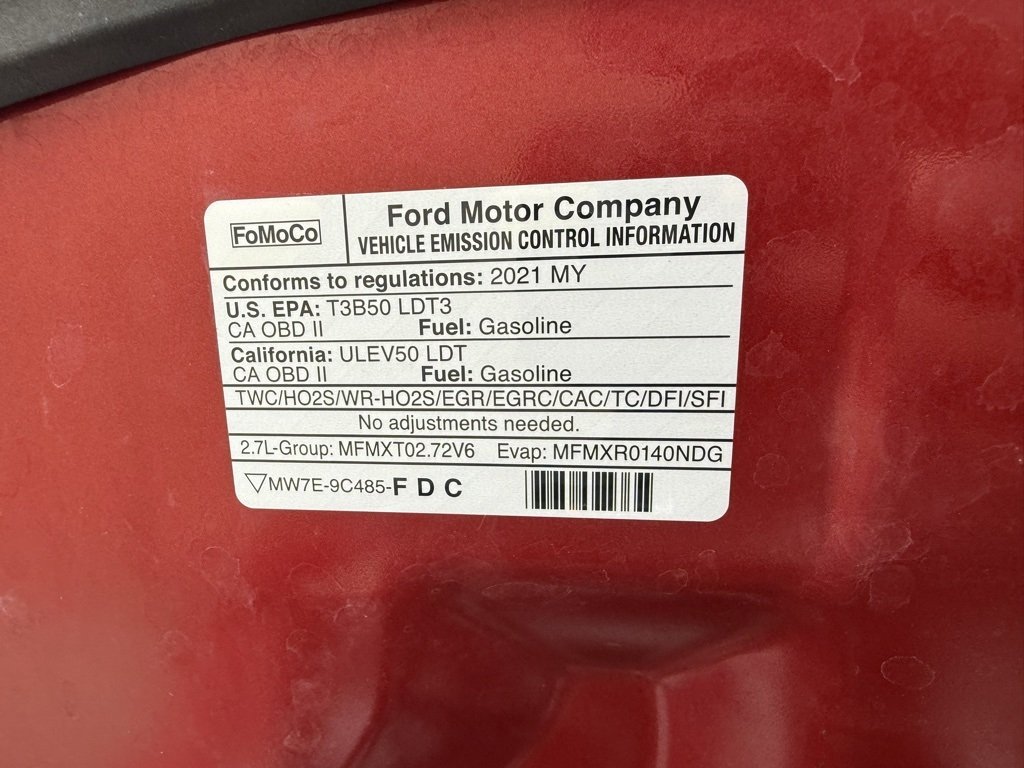 FoMoCo
Ford Motor Company
VEHICLE EMISSION CONTROL INFORMATION
Conforms to regulations: 2021 MY
U.S. EPA: T3B50 LDT3
CA OBD II Fuel: Gasoline
California: ULEV50 LDT
CA OBD II Fuel: Gasoline
TWC/HO2S/WR-HO2S/EGR/EGRC/CAC/TC/DFI/SFI
No adjustments needed.
2.7L-Group: MFMXT02.72V6 Evap: MFMXR0140NDG
▽MW7E-9C485-F D C